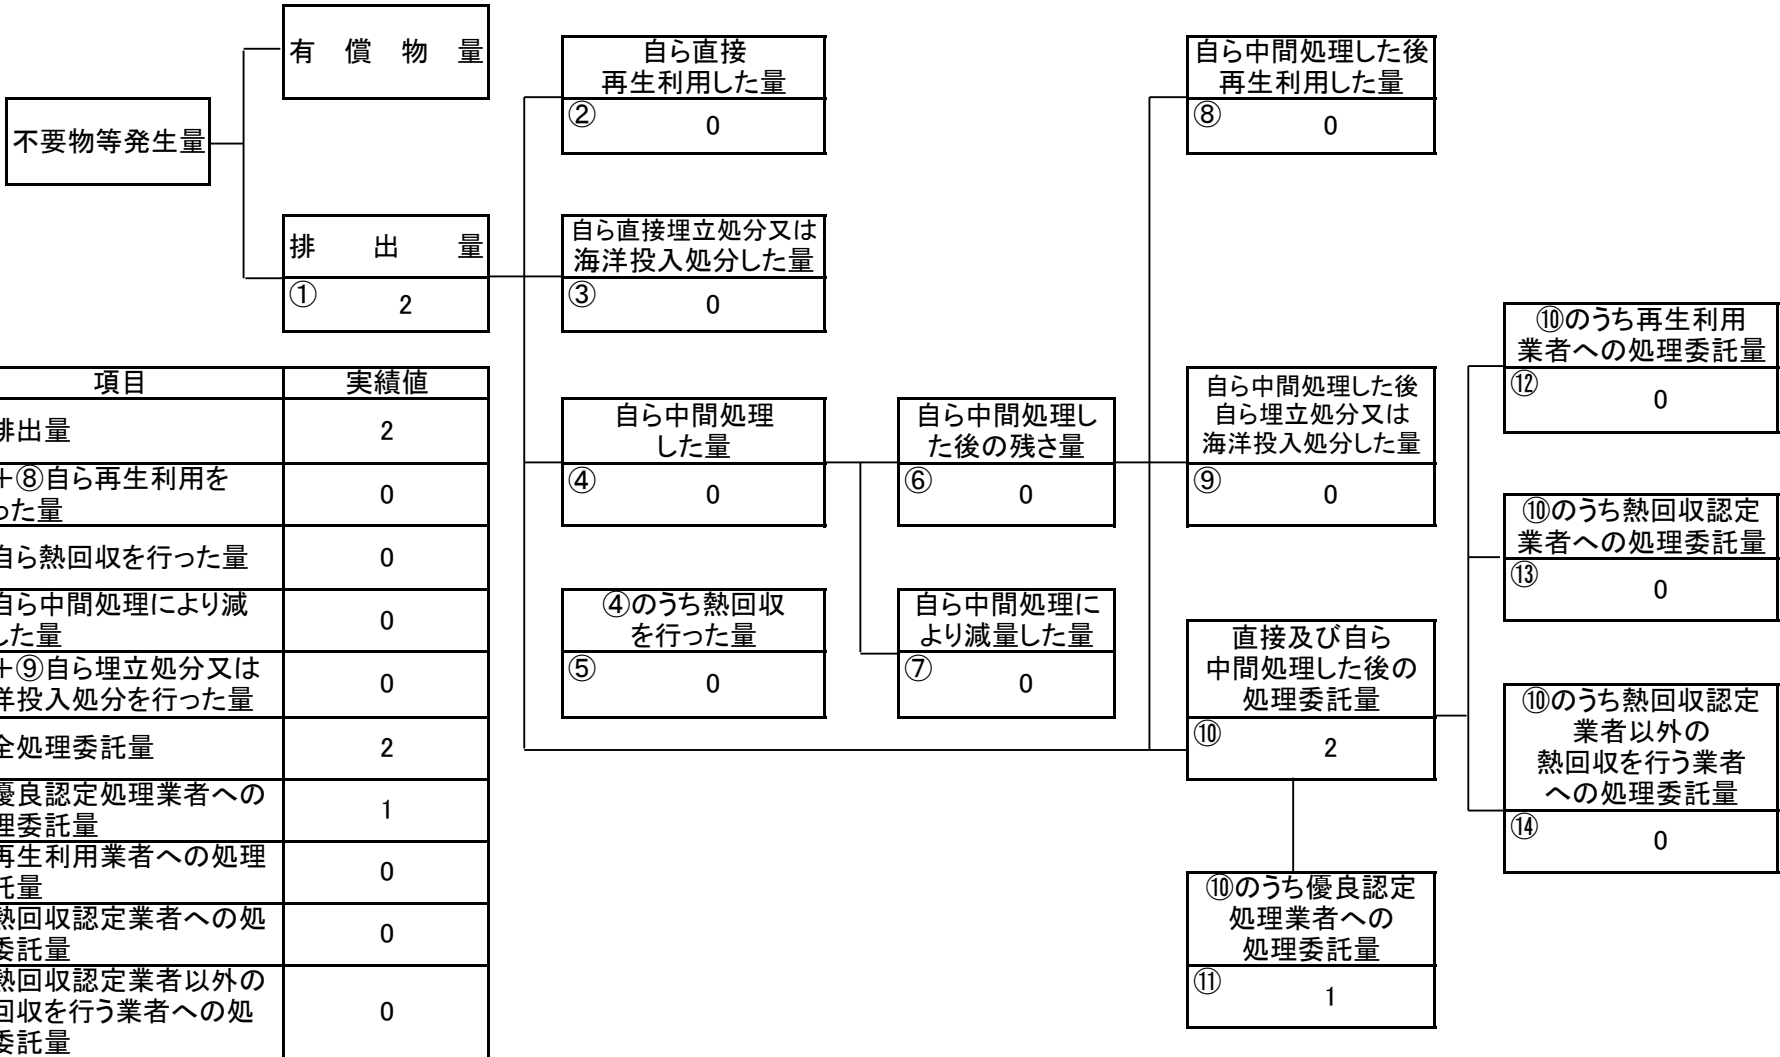 有償物量
不要物等発生量
排出量
①
2
自ら直接
再生利用した量
②
0
自ら直接埋立処分又は
海洋投入処分した量
③
0
自ら中間処理
した量
④
0
④のうち熱回収
を行った量
⑤
0
自ら中間処理し
た後の残さ量
⑥
0
自ら中間処理に
より減量した量
⑦
0
自ら中間処理した後
再生利用した量
⑧
0
自ら中間処理した後
自ら埋立処分又は
海洋投入処分した量
⑨
0
直接及び自ら
中間処理した後の
処理委託量
⑩
2
⑩のうち優良認定
処理業者への
処理委託量
⑪
1
⑩のうち再生利用
業者への処理委託量
⑫
0
⑩のうち熱回収認定
業者への処理委託量
⑬
0
⑩のうち熱回収認定
業者以外の
熱回収を行う業者
への処理委託量
⑭
0
項目 実績値
排出量 2
+⑧自ら再生利用を
った量 0
自ら熱回収を行った量 0
自ら中間処理により減
した量 0
+⑨自ら埋立処分又は
洋投入処分を行った量 0
全処理委託量 2
優良認定処理業者への
理委託量 1
再生利用業者への処理
託量 0
熱回収認定業者への処
委託量 0
熱回収認定業者以外の
回収を行う業者への処
委託量 0